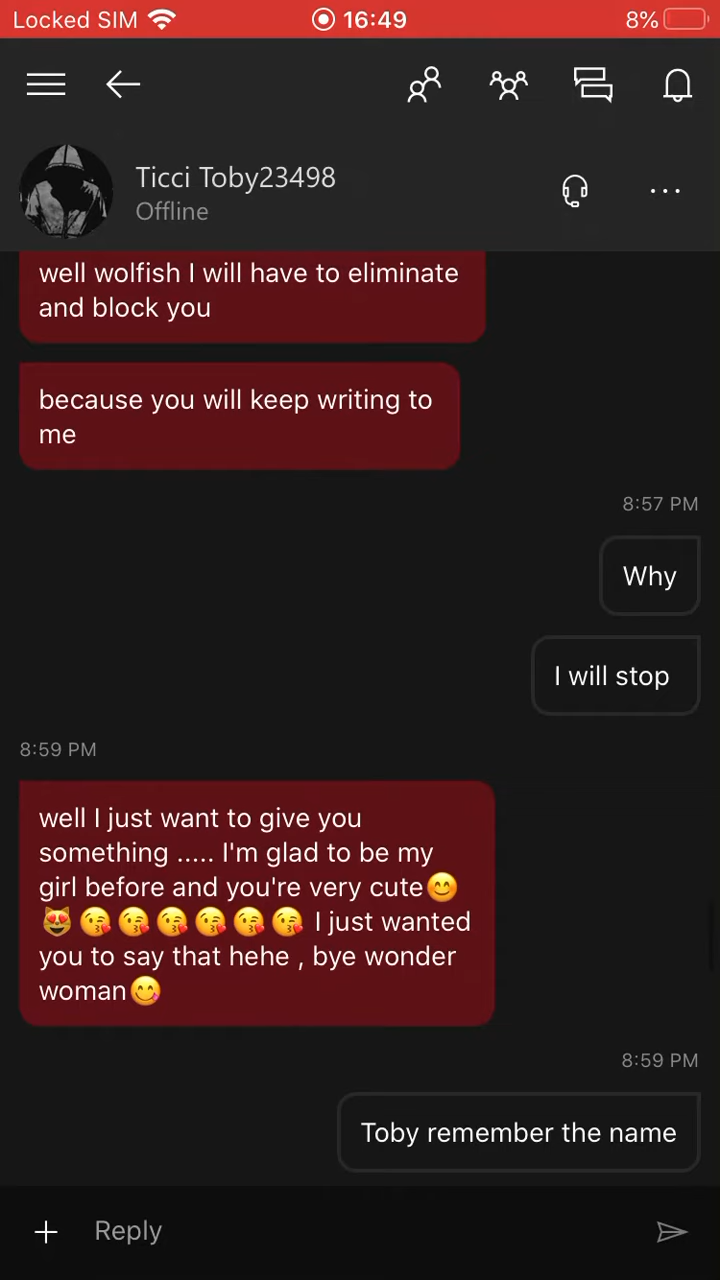 Locked SIM 16:49 8%
Ticci Toby23498
Offline
well wolfish I will have to eliminate
and block you
because you will keep writing to
me
8:57 PM
Why
I will stop
8:59 PM
well I just want to give you
something ..... I'm glad to be my
girl before and you're very cute😊
😻😘😘😘😘😘😘 I just wanted
you to say that hehe , bye wonder
woman😋
8:59 PM
Toby remember the name
Reply